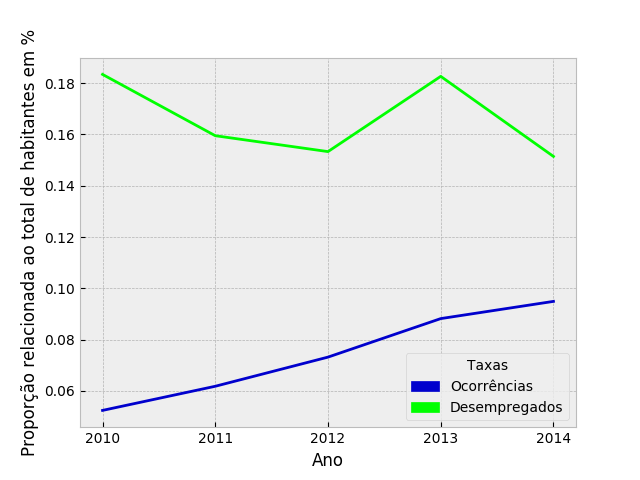 Proporção relacionada ao total de habitantes em %
0.18
0.16
0.14
0.12
0.10
0.08
0.06
Taxas
Ocorrências
Desempregados
2010 2011 2012 2013 2014
Ano